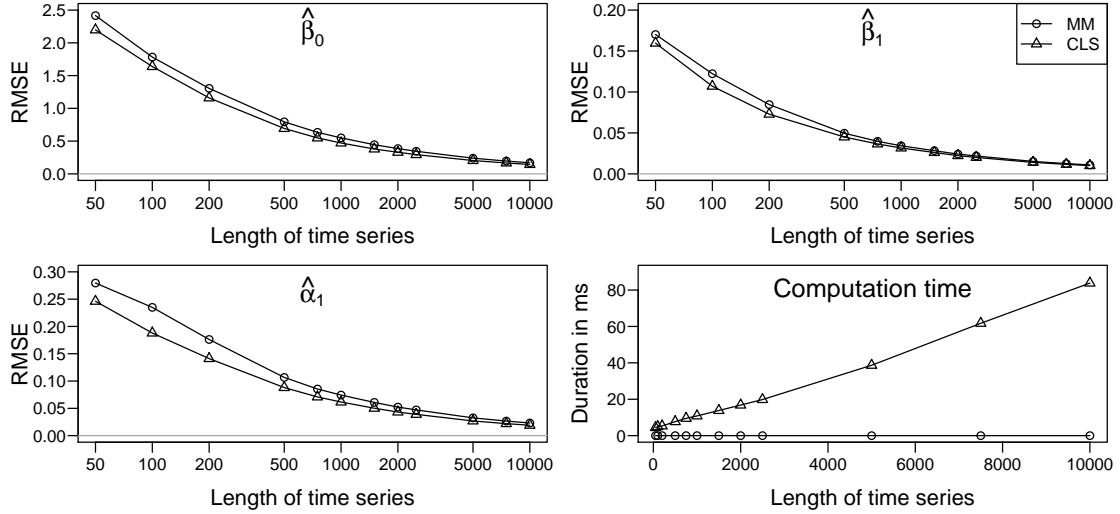 β̂0
RMSE
2.5
2.0
1.5
1.0
0.5
0.0
50 100 200 500 1000 2000 5000 10000
Length of time series
β̂1
MM
CLS
RMSE
0.20
0.15
0.10
0.05
0.00
50 100 200 500 1000 2000 5000 10000
Length of time series
α̂1
RMSE
0.30
0.25
0.20
0.15
0.10
0.05
0.00
50 100 200 500 1000 2000 5000 10000
Length of time series
Computation time
Duration in ms
80
60
40
20
0
0 2000 4000 6000 8000 10000
Length of time series